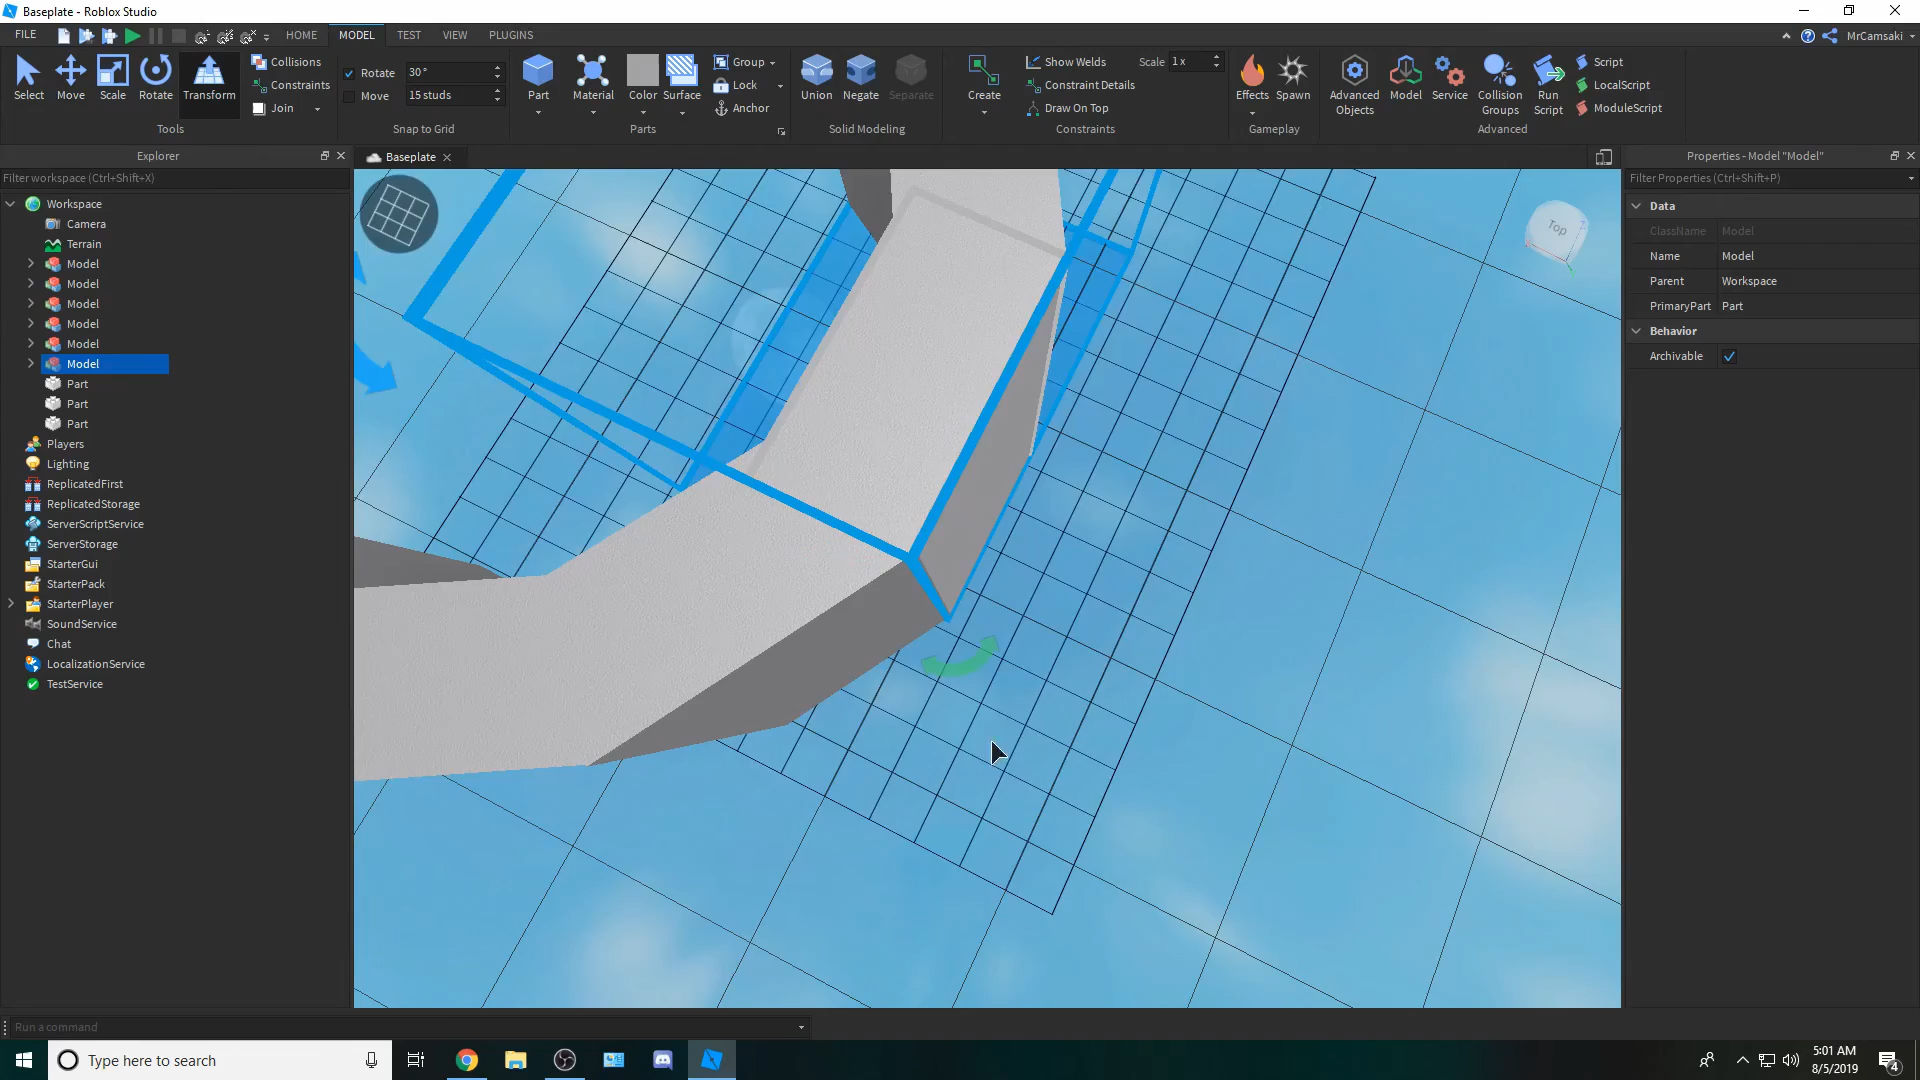 Baseplate - Roblox Studio
FILE
HOME
MODEL
TEST
VIEW
PLUGINS
MrCamsaki
Select
Move
Scale
Rotate
Transform
Collisions
Constraints
Join
Tools
Rotate 30°
Move 15 studs
Snap to Grid
Part
Material
Color
Surface
Group
Lock
Anchor
Parts
Union
Negate
Separate
Solid Modeling
Create
Show Welds
Scale 1x
Constraint Details
Draw On Top
Constraints
Effects
Spawn
Gameplay
Advanced Objects
Model
Service
Collision Groups
Run Script
Script
LocalScript
ModuleScript
Advanced
Explorer
Filter workspace (Ctrl+Shift+X)
Workspace
Camera
Terrain
Model
Model
Model
Model
Model
Model
Part
Part
Part
Players
Lighting
ReplicatedFirst
ReplicatedStorage
ServerScriptService
ServerStorage
StarterGui
StarterPack
StarterPlayer
SoundService
Chat
LocalizationService
TestService
Baseplate
Top
Properties - Model "Model"
Filter Properties (Ctrl+Shift+P)
Data
ClassName Model
Name Model
Parent Workspace
PrimaryPart Part
Behavior
Archivable
Run a command
Type here to search
5:01 AM
8/5/2019
4